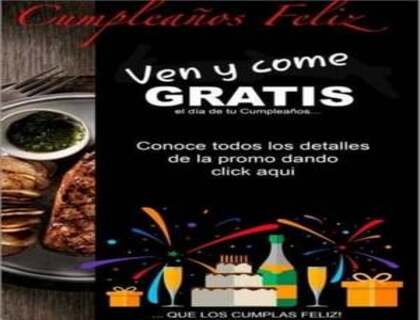 Cumpleaños Feliz
Ven y come
GRATIS
el día de tu Cumpleaños...
Conoce todos los detalles
de la promo dando
click aqui
... QUE LOS CUMPLAS FELIZ!